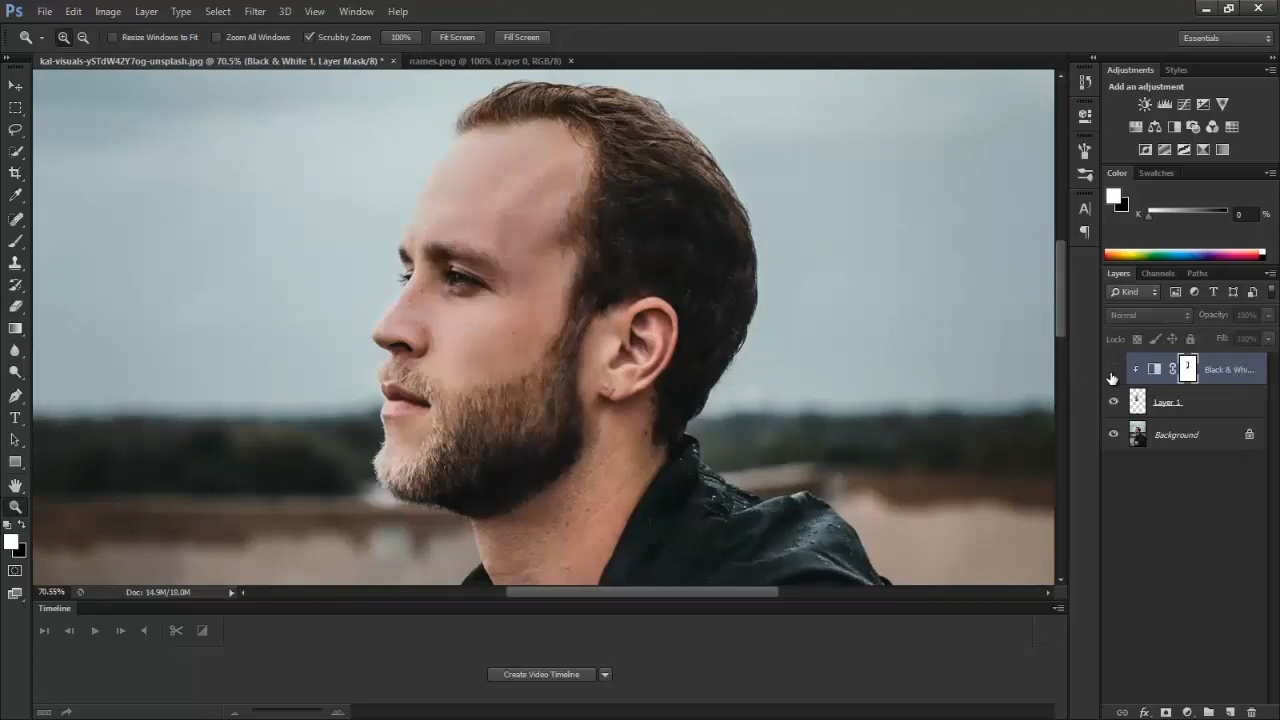 Ps File Edit Image Layer Type Select Filter 3D View Window Help
Resize Windows to Fit Zoom All Windows Scrubby Zoom 100% Fit Screen Fill Screen Essentials
kal-visuals-ySTdW42Y7og-unsplash.jpg @ 70.5% (Black & White 1, Layer Mask/8) * × names.png @ 100% (Layer 0, RGB/8) ×
Adjustments Styles
Add an adjustment
Color Swatches
K 0 %
Layers Channels Paths
Kind
Normal Opacity: 100%
Lock: Fill: 100%
Black & Whi...
Layer 1
Background
70.55% Doc: 14.9M/18.0M
Timeline
Create Video Timeline